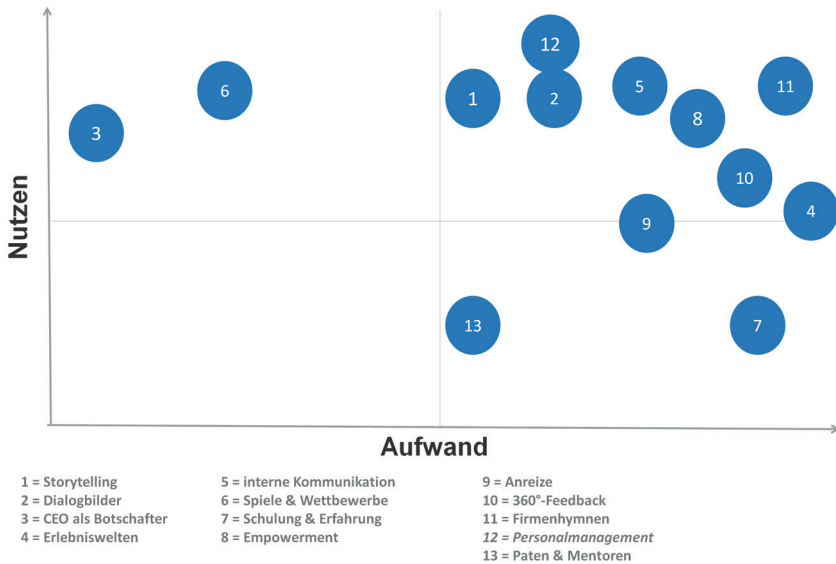 Nutzen
12
6
5
11
1
2
8
3
10
4
9
13
7
Aufwand
1 = Storytelling
2 = Dialogbilder
3 = CEO als Botschafter
4 = Erlebniswelten
5 = interne Kommunikation
6 = Spiele & Wettbewerbe
7 = Schulung & Erfahrung
8 = Empowerment
9 = Anreize
10 = 360°-Feedback
11 = Firmenhymnen
12 = Personalmanagement
13 = Paten & Mentoren